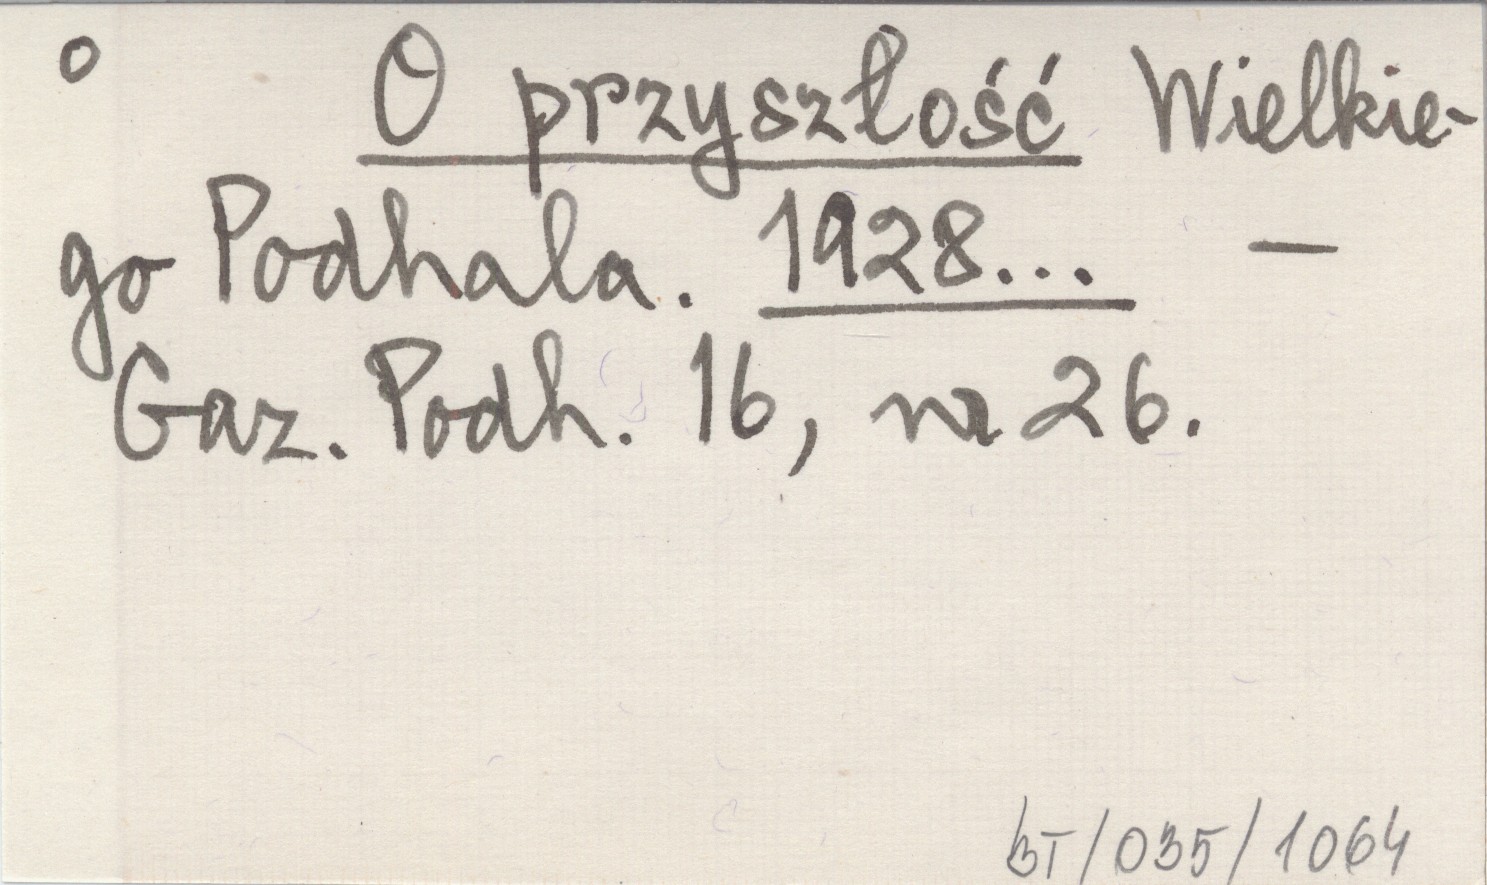 o O przyszłość Wielkie-
go Podhala. 1928... —
Gaz. Podh. 16, nr 26.
BT/035/1064